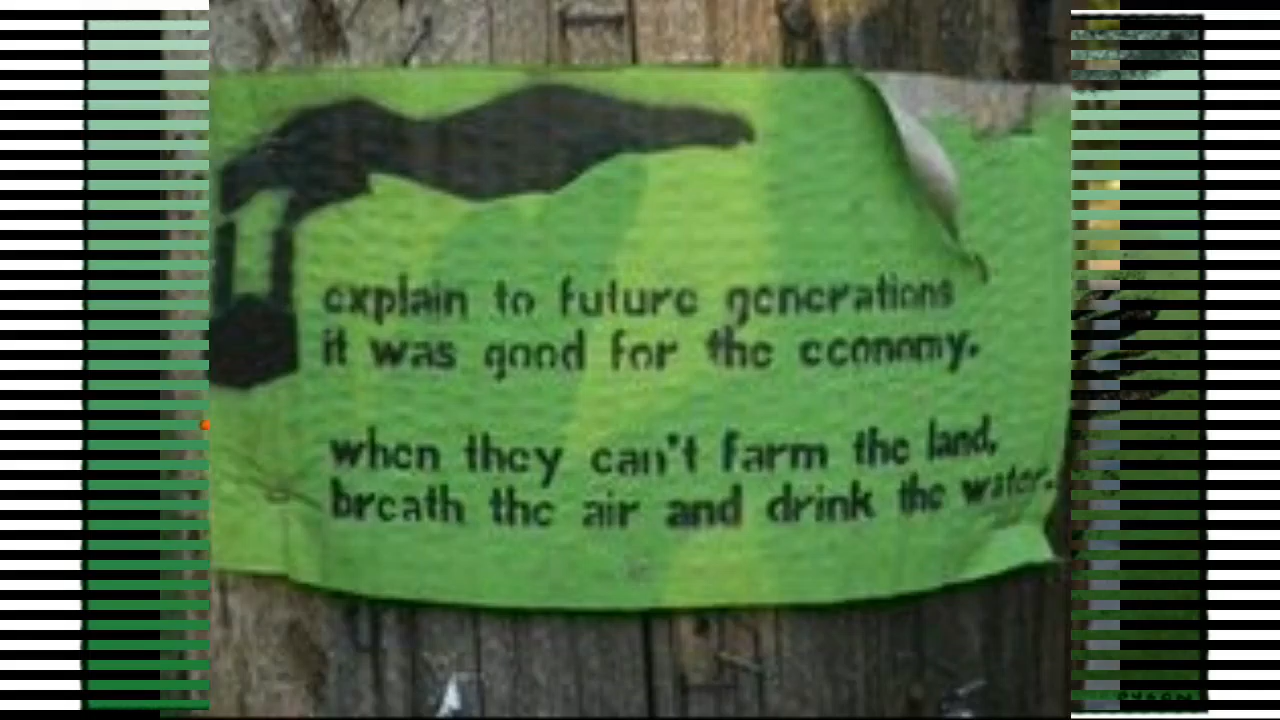 explain to future generations
it was good for the economy.
when they can't farm the land,
breath the air and drink the water.